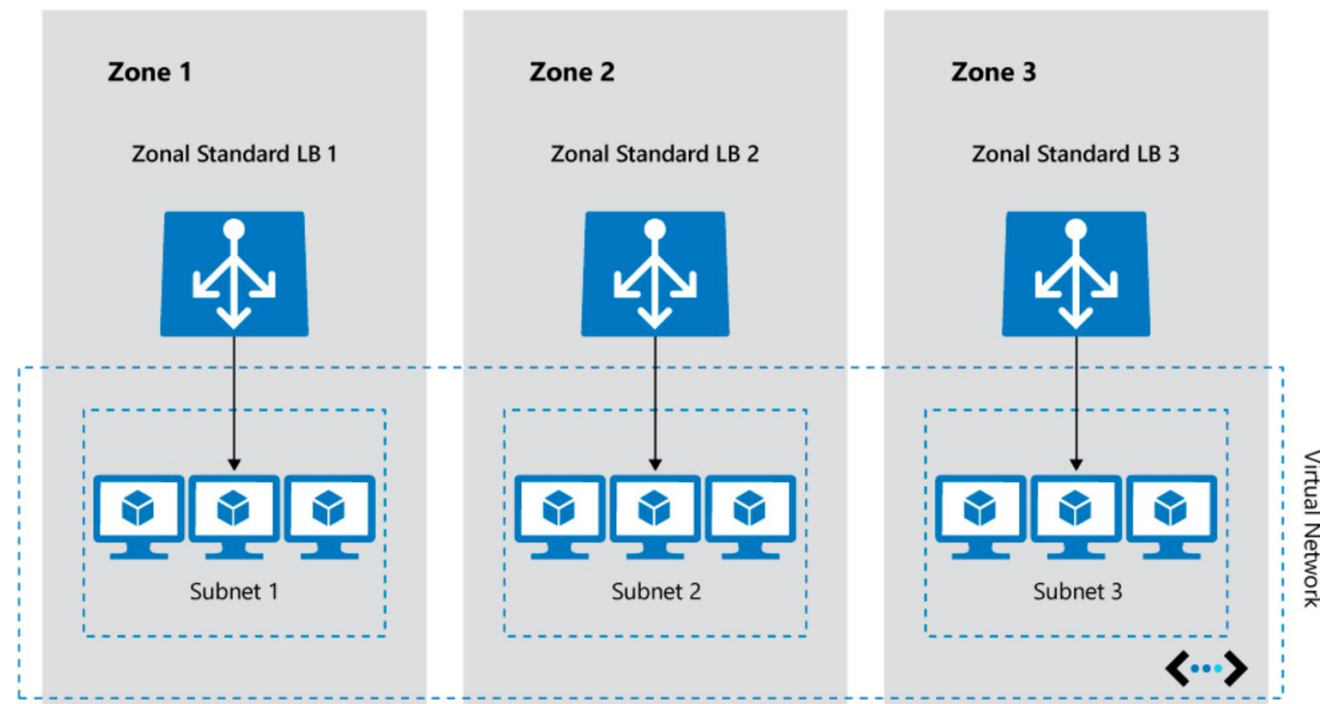 Zone 1
Zone 2
Zone 3
Zonal Standard LB 1
Zonal Standard LB 2
Zonal Standard LB 3
Subnet 1
Subnet 2
Subnet 3
Virtual Network